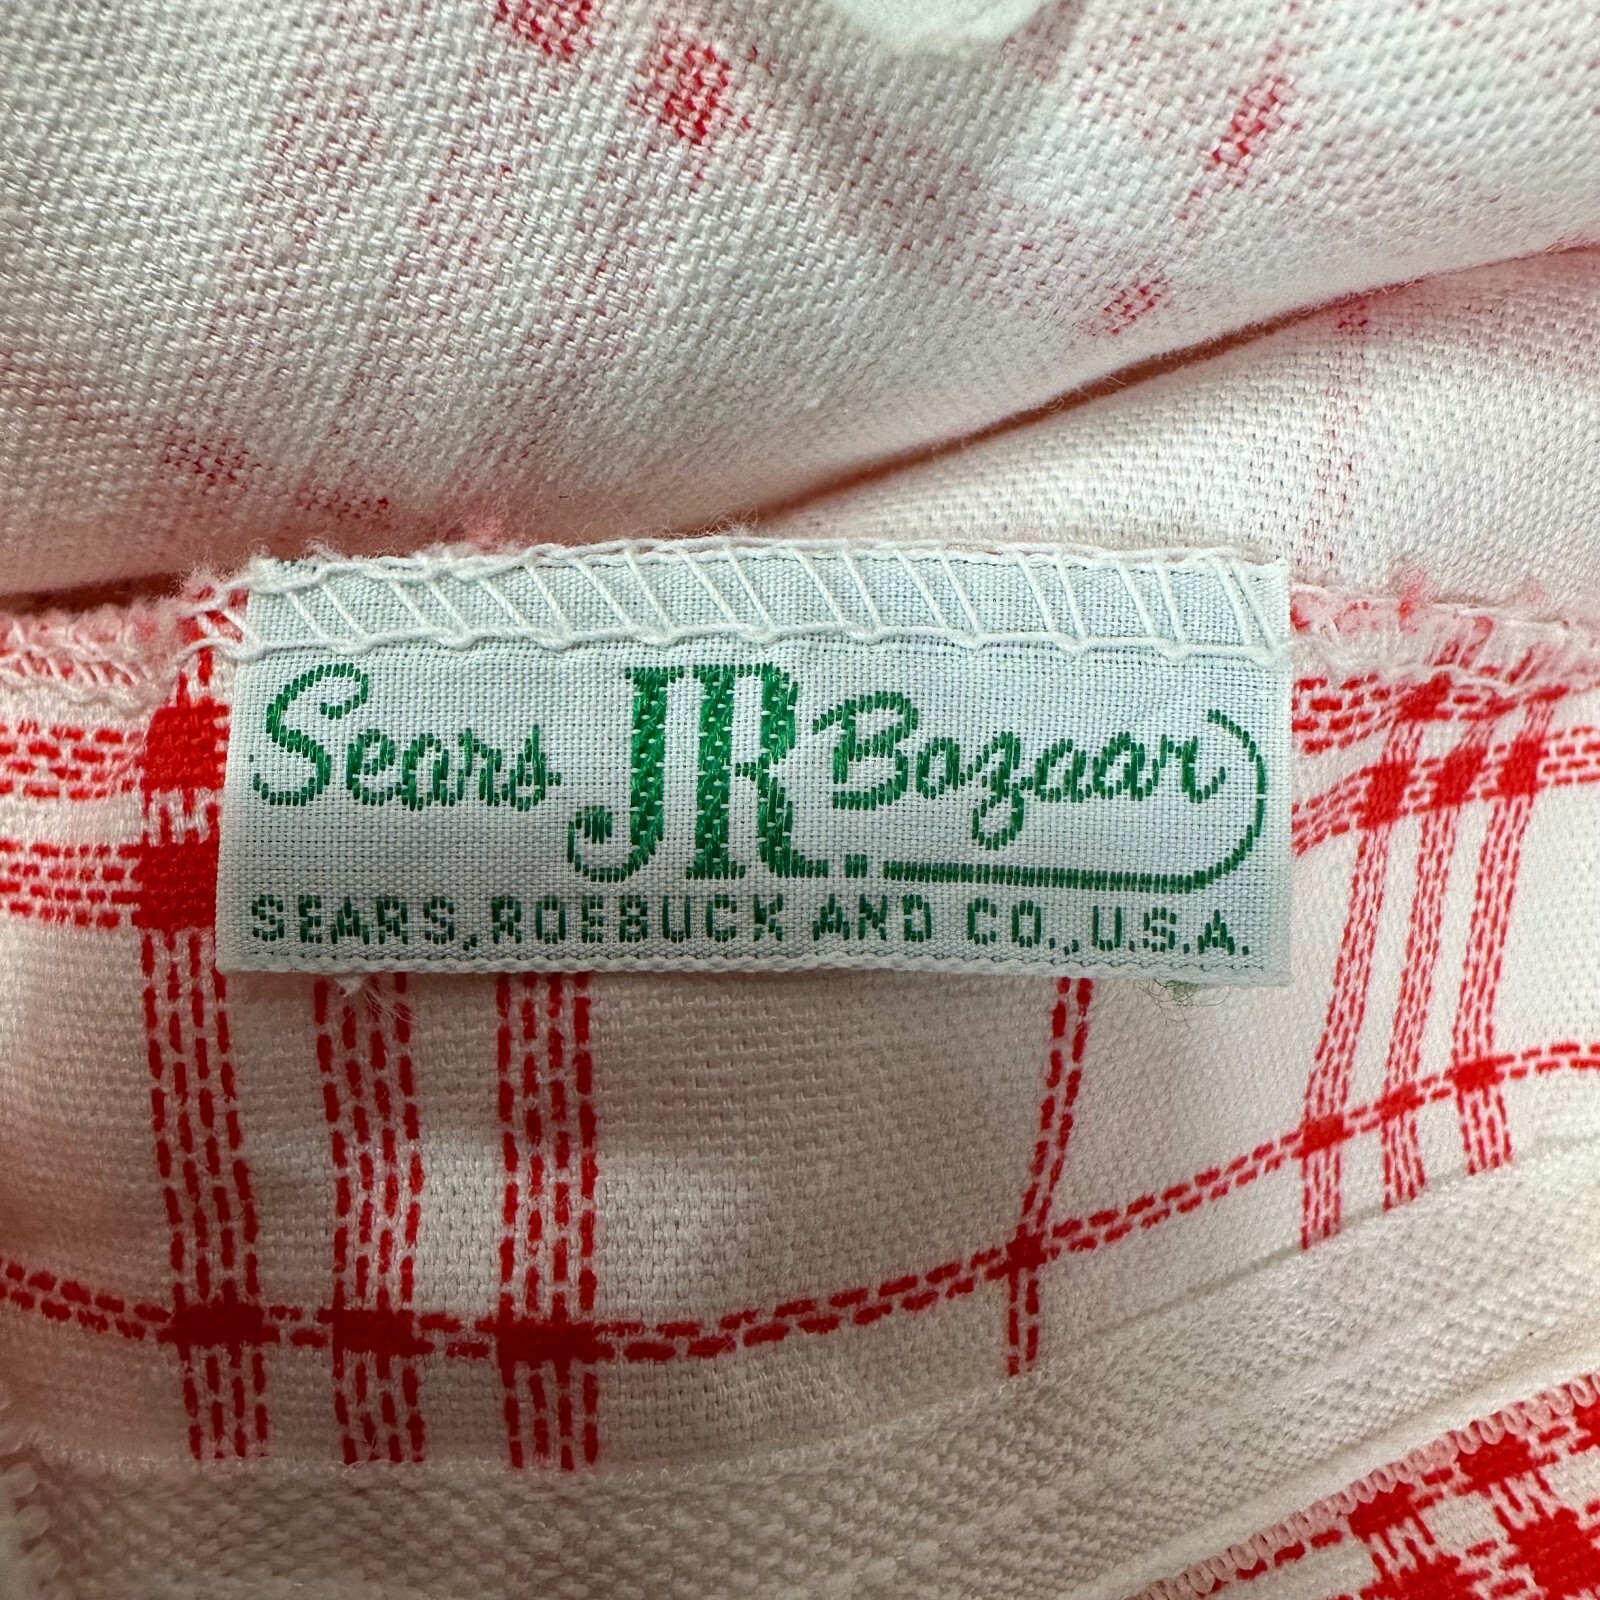 Sears JR. Bazaar
SEARS, ROEBUCK AND CO., U.S.A.